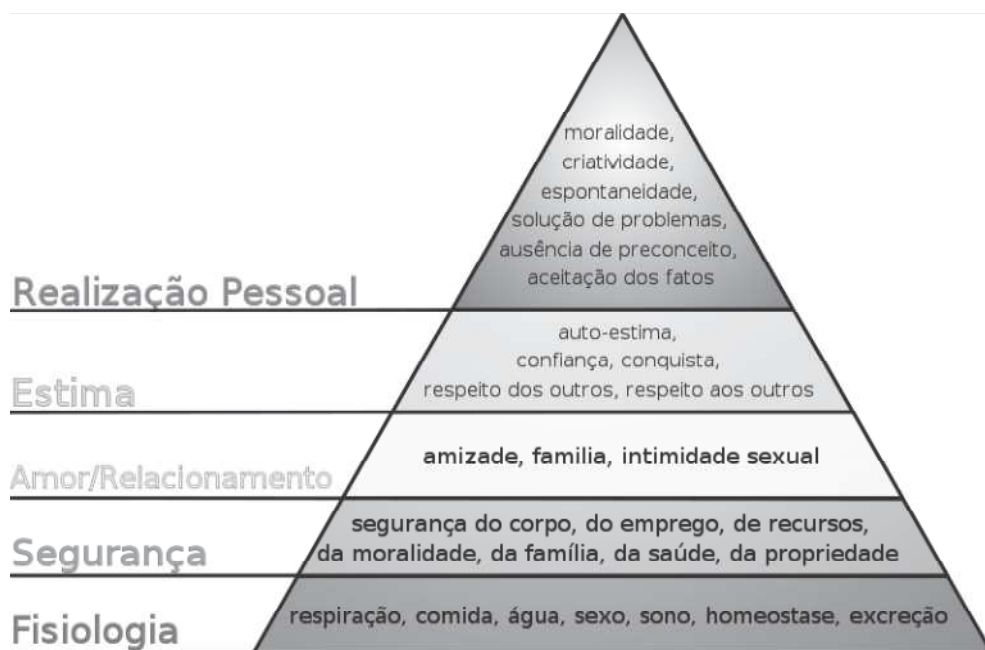 moralidade,
criatividade,
espontaneidade,
solução de problemas,
ausência de preconceito,
aceitação dos fatos
Realização Pessoal
auto-estima,
confiança, conquista,
respeito dos outros, respeito aos outros
Estima
amizade, familia, intimidade sexual
Amor/Relacionamento
segurança do corpo, do emprego, de recursos,
da moralidade, da família, da saúde, da propriedade
Segurança
respiração, comida, água, sexo, sono, homeostase, excreção
Fisiologia